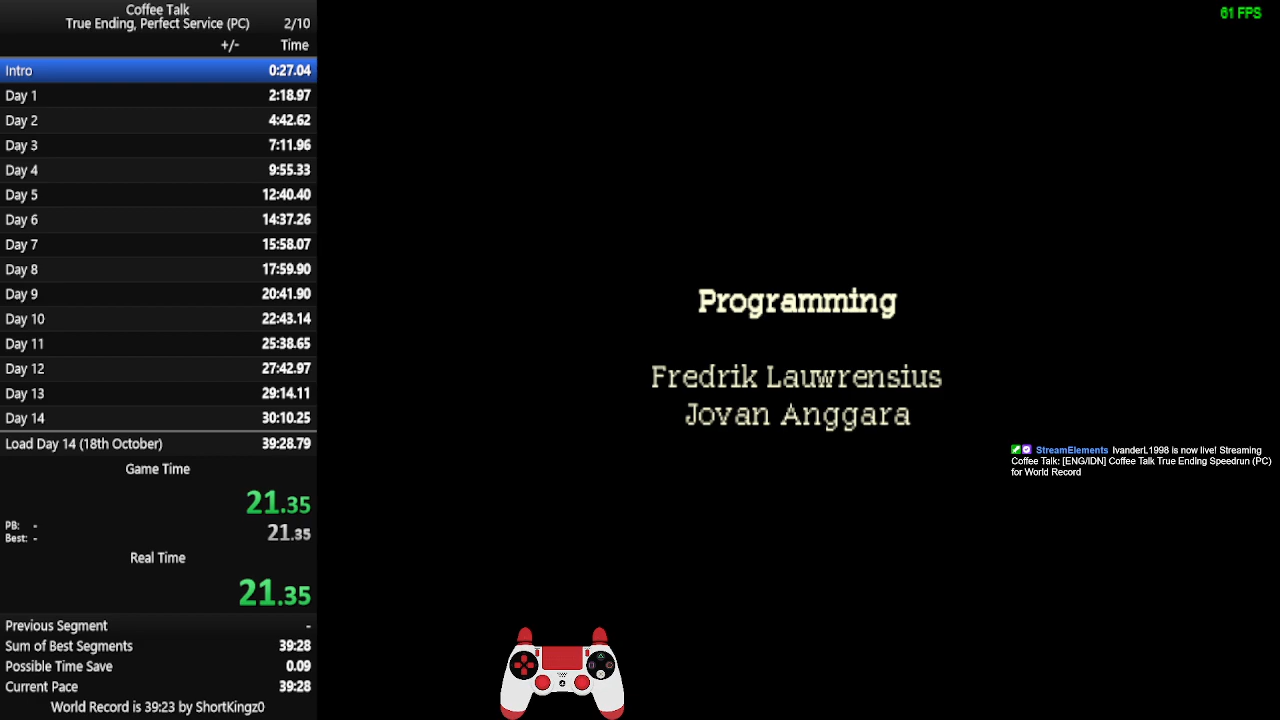 Coffee Talk
True Ending, Perfect Service (PC) 2/10
+/- Time
Intro 0:27.04
Day 1 2:18.97
Day 2 4:42.62
Day 3 7:11.96
Day 4 9:55.33
Day 5 12:40.40
Day 6 14:37.26
Day 7 15:58.07
Day 8 17:59.90
Day 9 20:41.90
Day 10 22:43.14
Day 11 25:38.65
Day 12 27:42.97
Day 13 29:14.11
Day 14 30:10.25
Load Day 14 (18th October) 39:28.79
Game Time
21.35
PB: -
Best: - 21.35
Real Time
21.35
Previous Segment -
Sum of Best Segments 39:28
Possible Time Save 0.09
Current Pace 39:28
World Record is 39:23 by ShortKingz0
61 FPS
Programming
Fredrik Lauwrensius
Jovan Anggara
StreamElements IvanderL1998 is now live! Streaming
Coffee Talk: [ENG/IDN] Coffee Talk True Ending Speedrun (PC)
for World Record